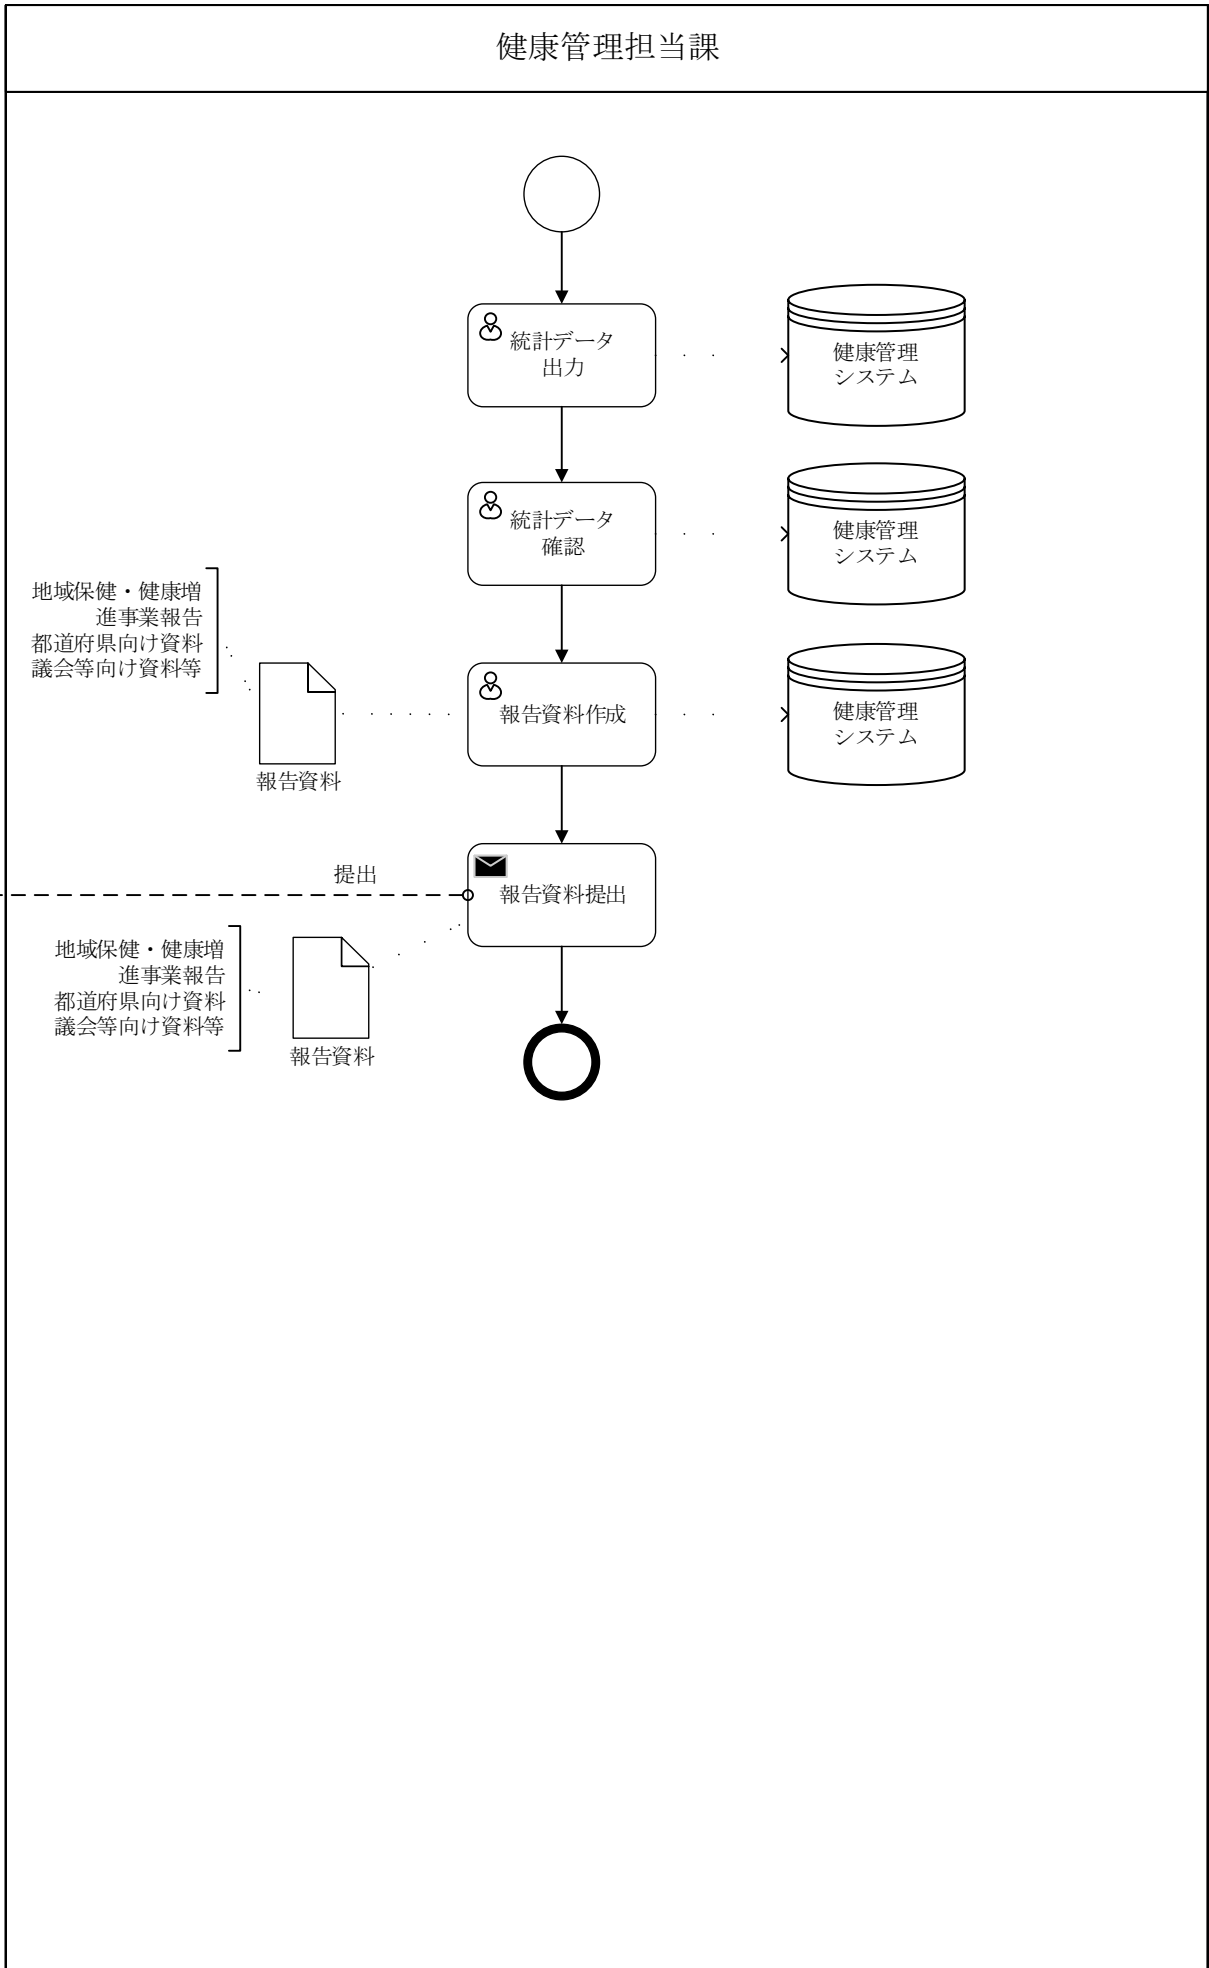 健康管理担当課
統計データ
出力
健康管理
システム
統計データ
確認
健康管理
システム
地域保健・健康増
進事業報告
都道府県向け資料
議会等向け資料等
報告資料
報告資料作成
健康管理
システム
提出
報告資料提出
地域保健・健康増
進事業報告
都道府県向け資料
議会等向け資料等
報告資料